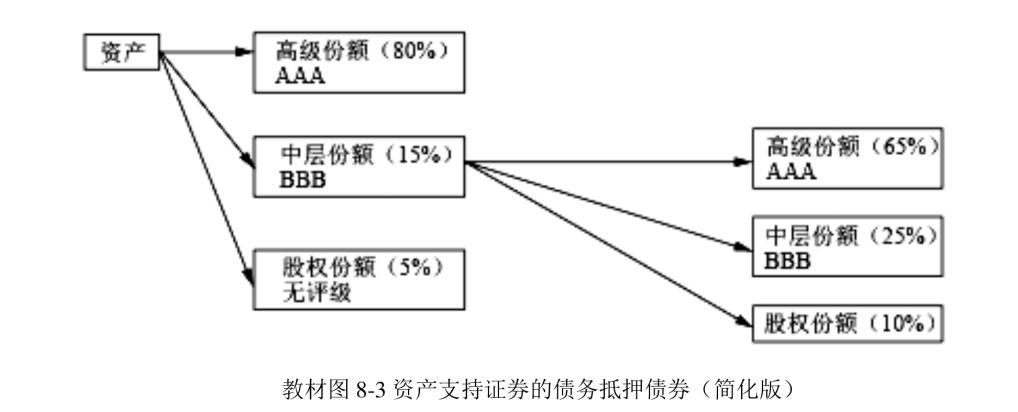 资产
高级份额（80%）
AAA
中层份额（15%）
BBB
股权份额（5%）
无评级
高级份额（65%）
AAA
中层份额（25%）
BBB
股权份额（10%）
教材图 8-3 资产支持证券的债务抵押债券（简化版）